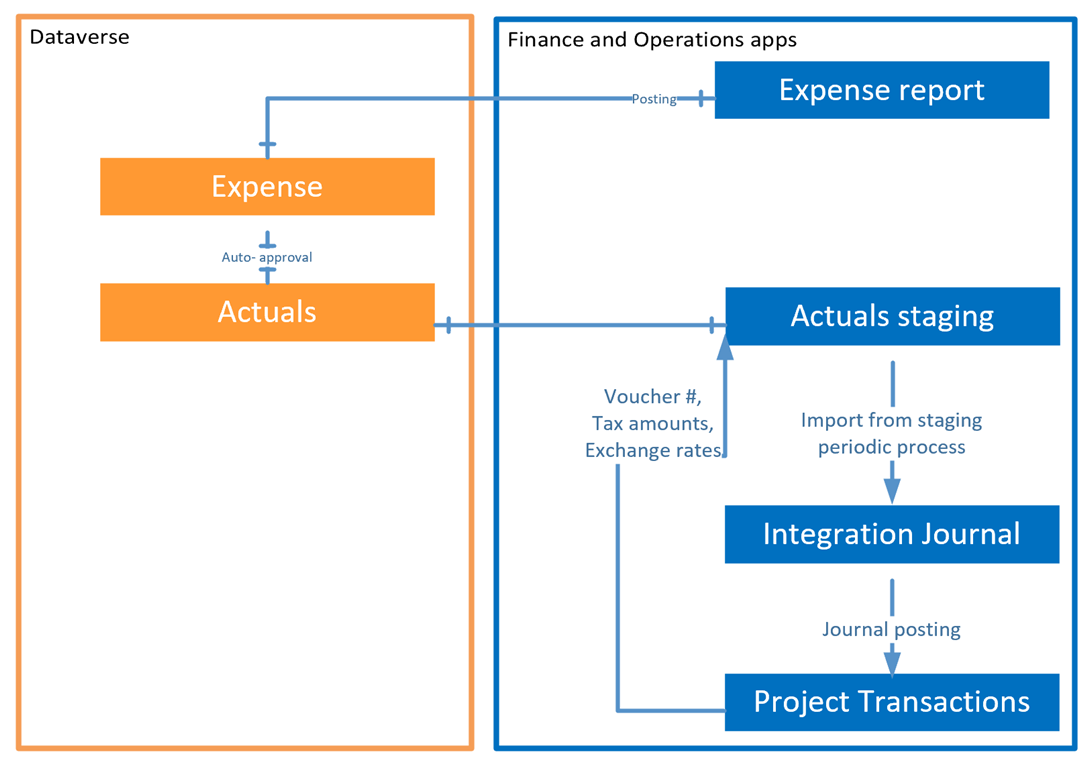 Dataverse
Finance and Operations apps
Expense report
Posting
Expense
Auto- approval
Actuals
Actuals staging
Voucher #,
Tax amounts,
Exchange rates
Import from staging
periodic process
Integration Journal
Journal posting
Project Transactions